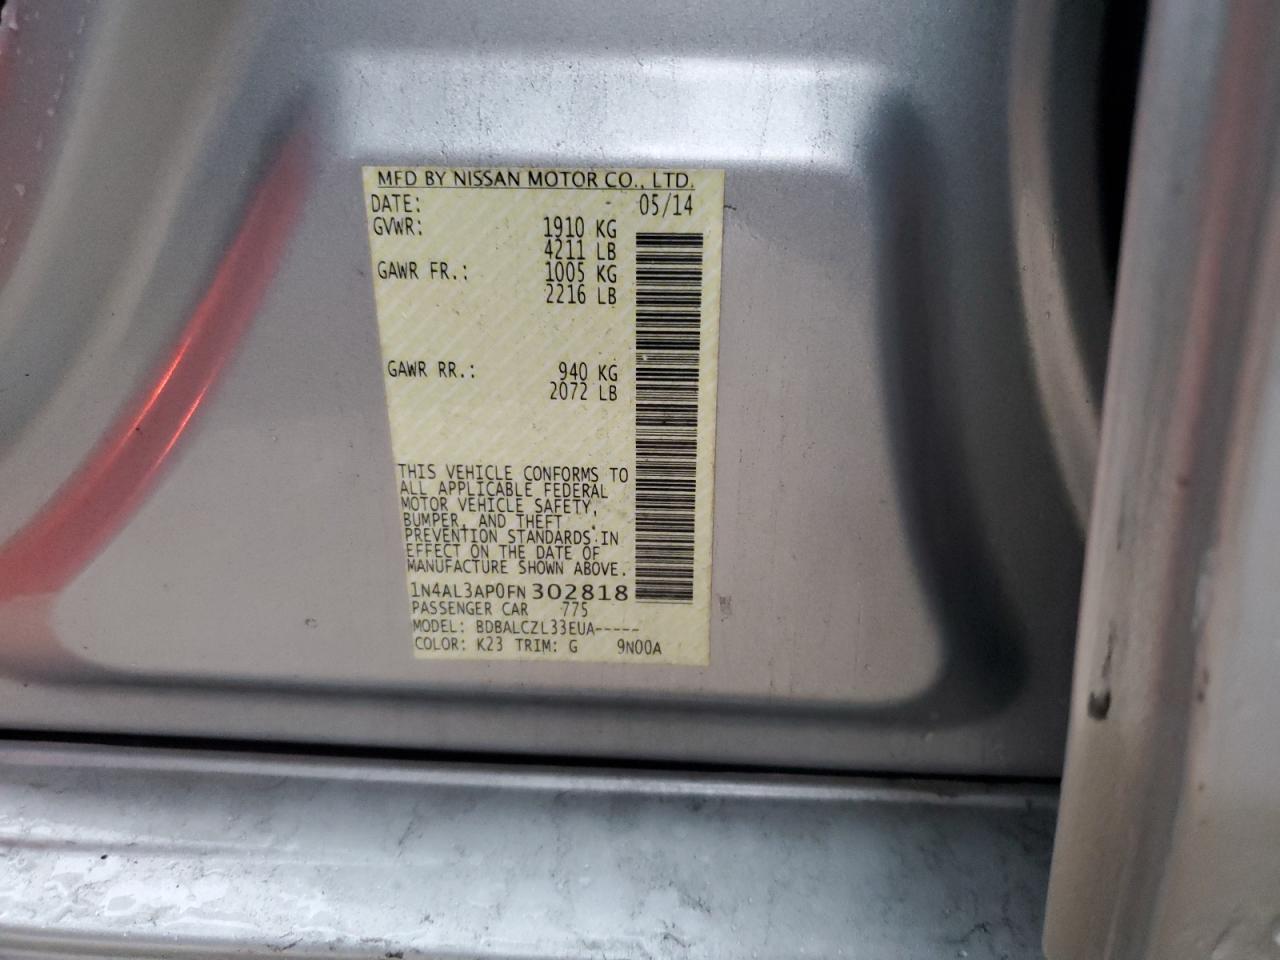 MFD BY NISSAN MOTOR CO., LTD.
DATE: 05/14
GVWR: 1910 KG
4211 LB
GAWR FR.: 1005 KG
2216 LB
GAWR RR.: 940 KG
2072 LB
THIS VEHICLE CONFORMS TO
ALL APPLICABLE FEDERAL
MOTOR VEHICLE SAFETY,
BUMPER, AND THEFT
PREVENTION STANDARDS IN
EFFECT ON THE DATE OF
MANUFACTURE SHOWN ABOVE.
1N4AL3AP0FN302818
PASSENGER CAR 775
MODEL: BDBALCZL33EUA-----
COLOR: K23 TRIM: G 9N00A